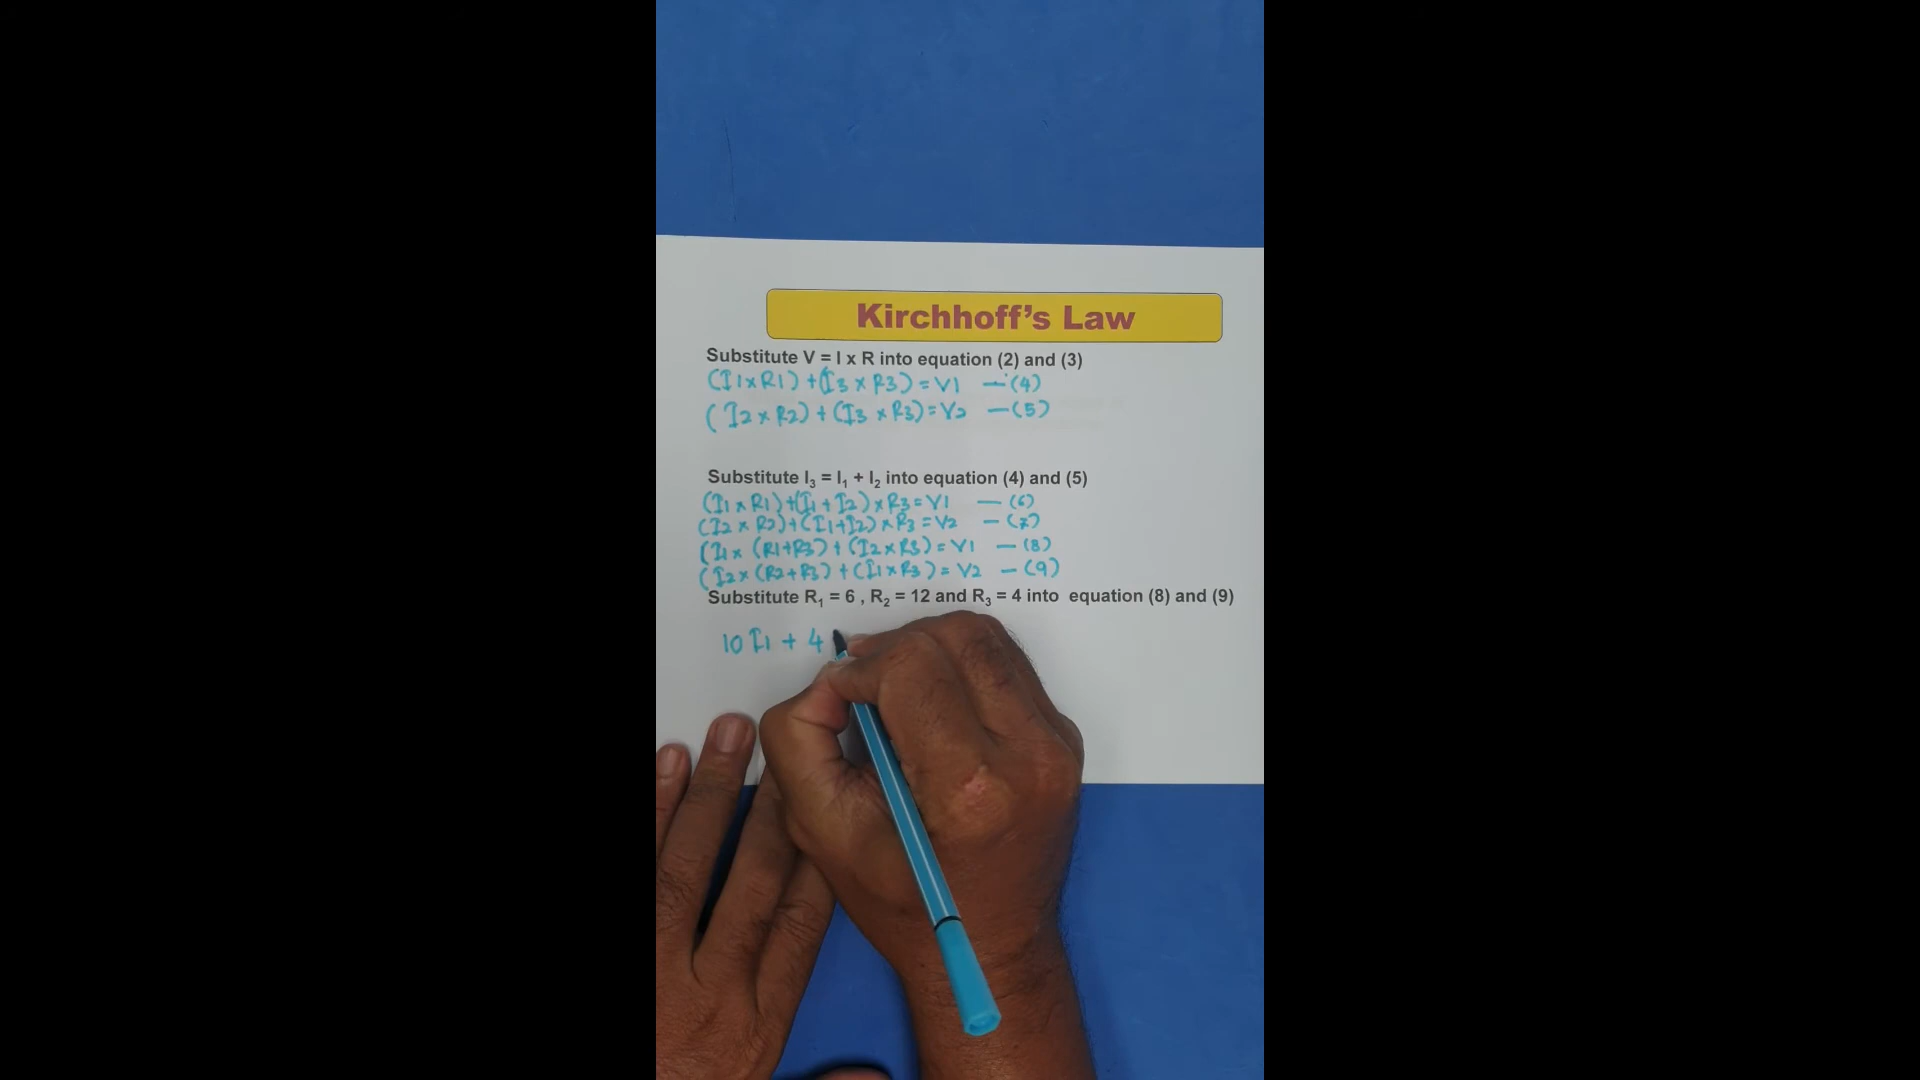 Kirchhoff's Law
Substitute V = I x R into equation (2) and (3)
(I1xR1) + (I3 x R3) = V1 — (4)
(I2 x R2) + (I3 x R3) = V2 — (5)
Substitute I₃ = I₁ + I₂ into equation (4) and (5)
(I1 x R1) + (I1 + I2) x R3 = V1 — (6)
(I2 x R2) + (I1+I2) x R3 = V2 — (7)
(I1 x (R1+R3) + (I2 x R3) = V1 — (8)
(I2 x (R2+R3) + (I1 x R3) = V2 — (9)
Substitute R₁ = 6 , R₂ = 12 and R₃ = 4 into equation (8) and (9)
10 I1 + 4